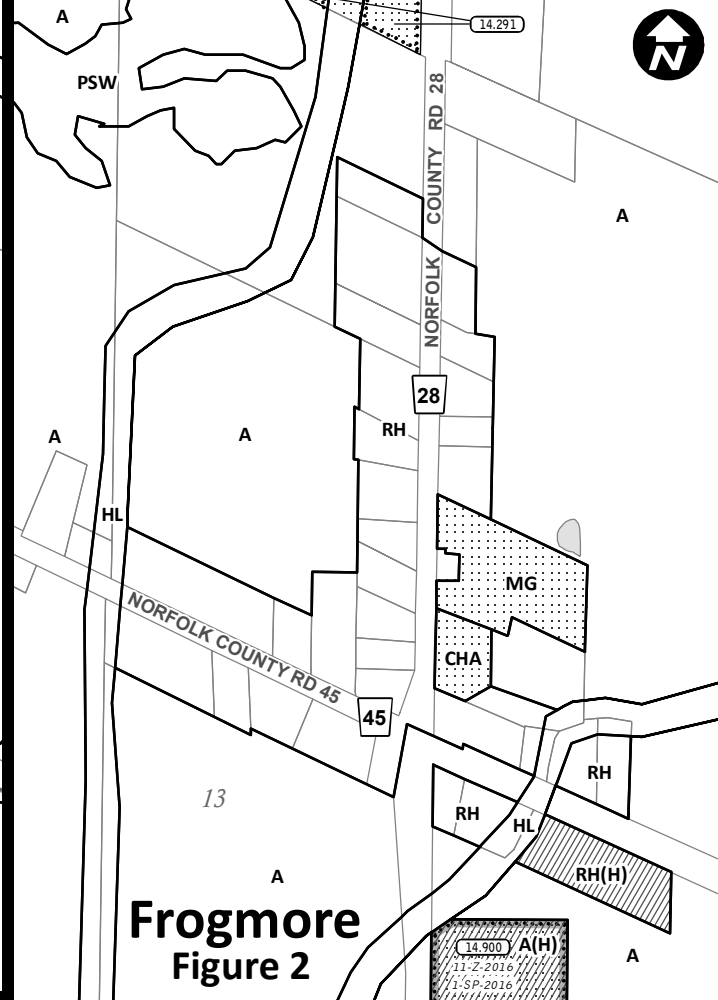 A
14.291
N
PSW
NORFOLK COUNTY RD 28
A
28
RH
A
A
HL
MG
NORFOLK COUNTY RD 45
CHA
45
RH
13
RH
HL
A
RH(H)
Frogmore
Figure 2
14.900
A(H)
A
11-Z-2016
1-SP-2016